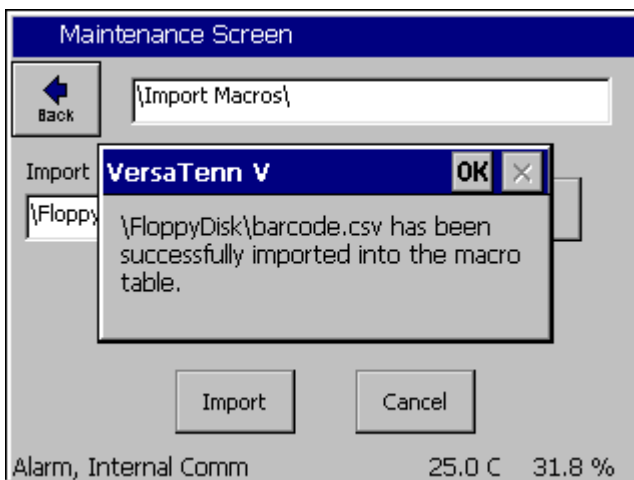 Maintenance Screen
Back
\Import Macros\
Import
VersaTenn V
OK
\Floppy
\FloppyDisk\barcode.csv has been
successfully imported into the macro
table.
Import
Cancel
Alarm, Internal Comm
25.0 C
31.8 %